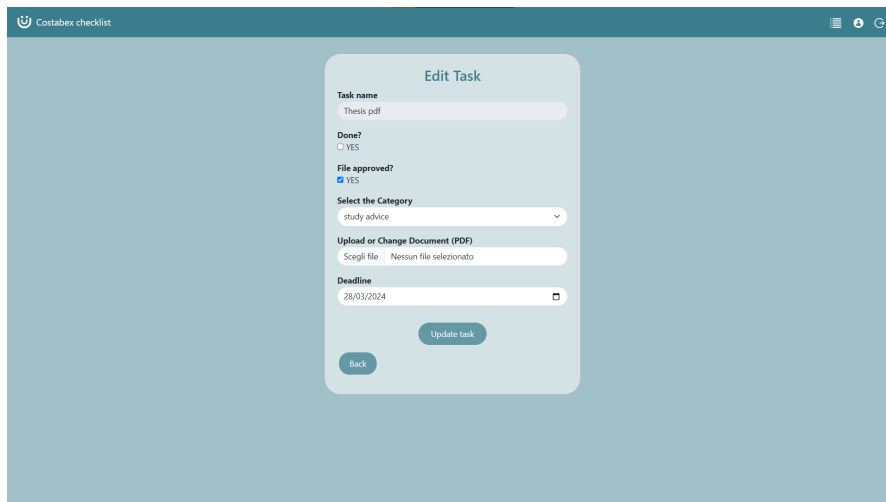 Costabex checklist
Edit Task
Task name
Thesis pdf
Done?
YES
File approved?
YES
Select the Category
study advice
Upload or Change Document (PDF)
Scegli file Nessun file selezionato
Deadline
28/03/2024
Update task
Back